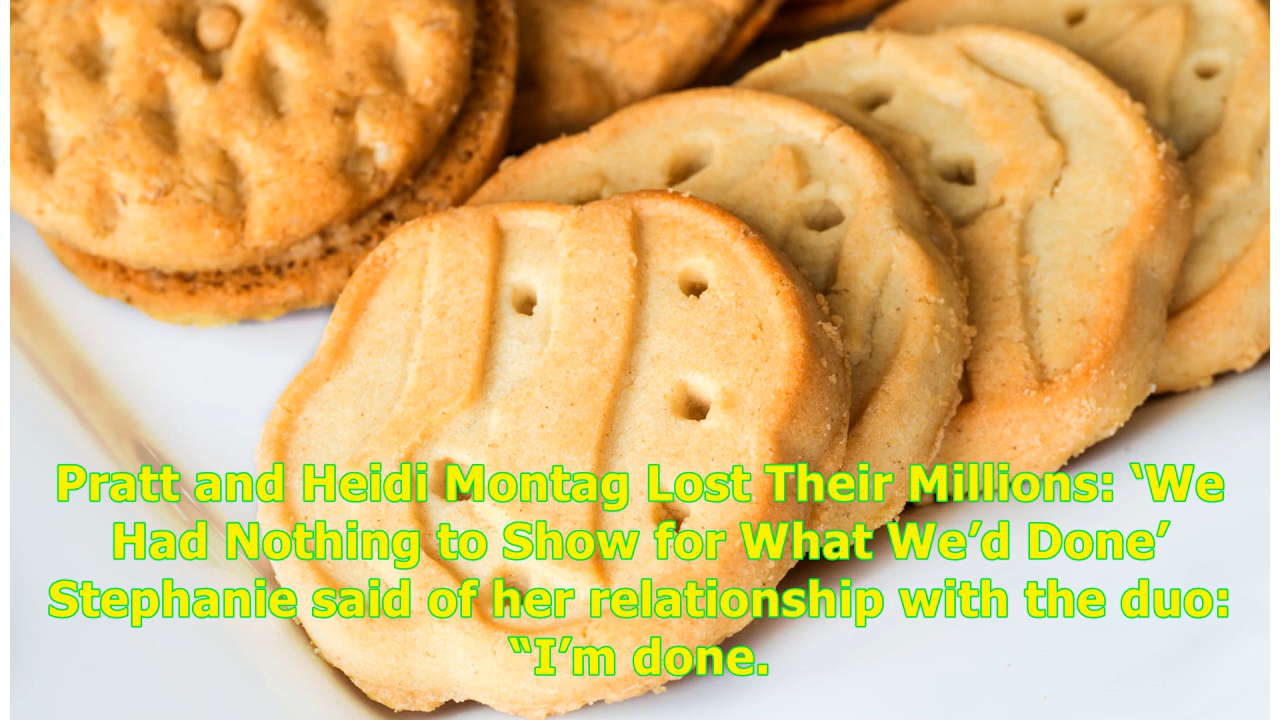 Pratt and Heidi Montag Lost Their Millions: ‘We
Had Nothing to Show for What We’d Done’
Stephanie said of her relationship with the duo:
“I’m done.